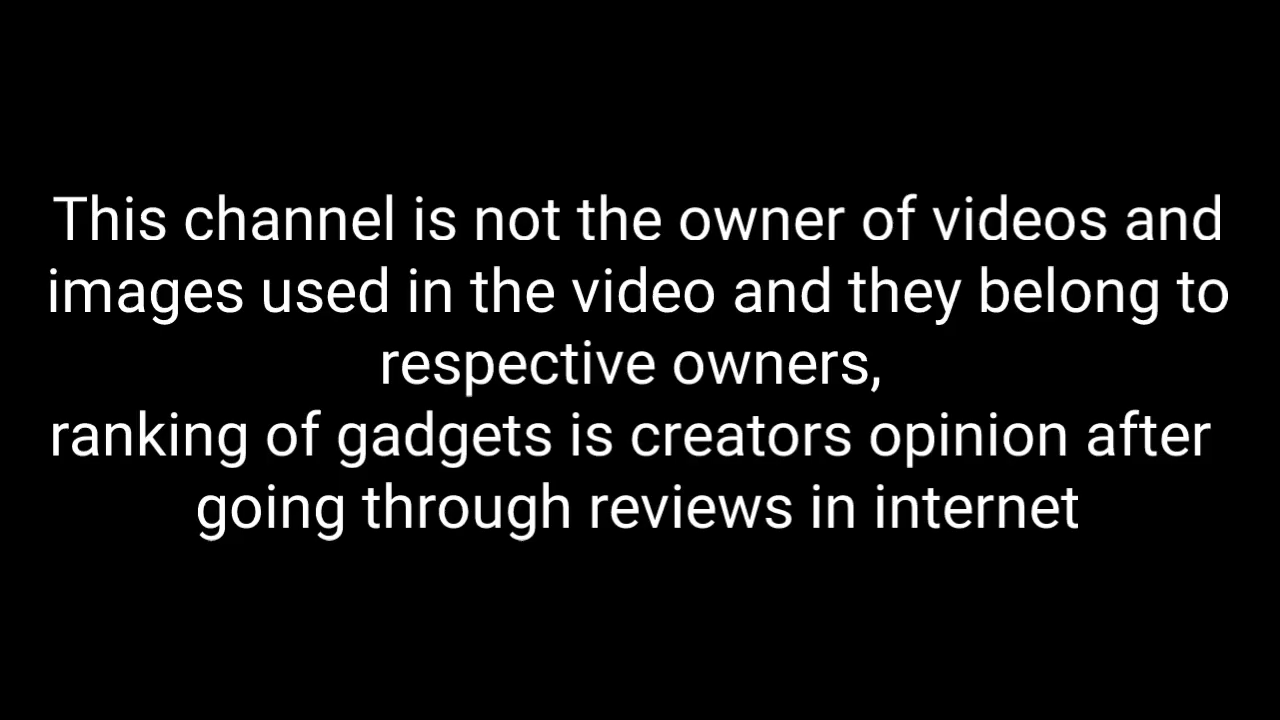 This channel is not the owner of videos and
images used in the video and they belong to
respective owners,
ranking of gadgets is creators opinion after
going through reviews in internet